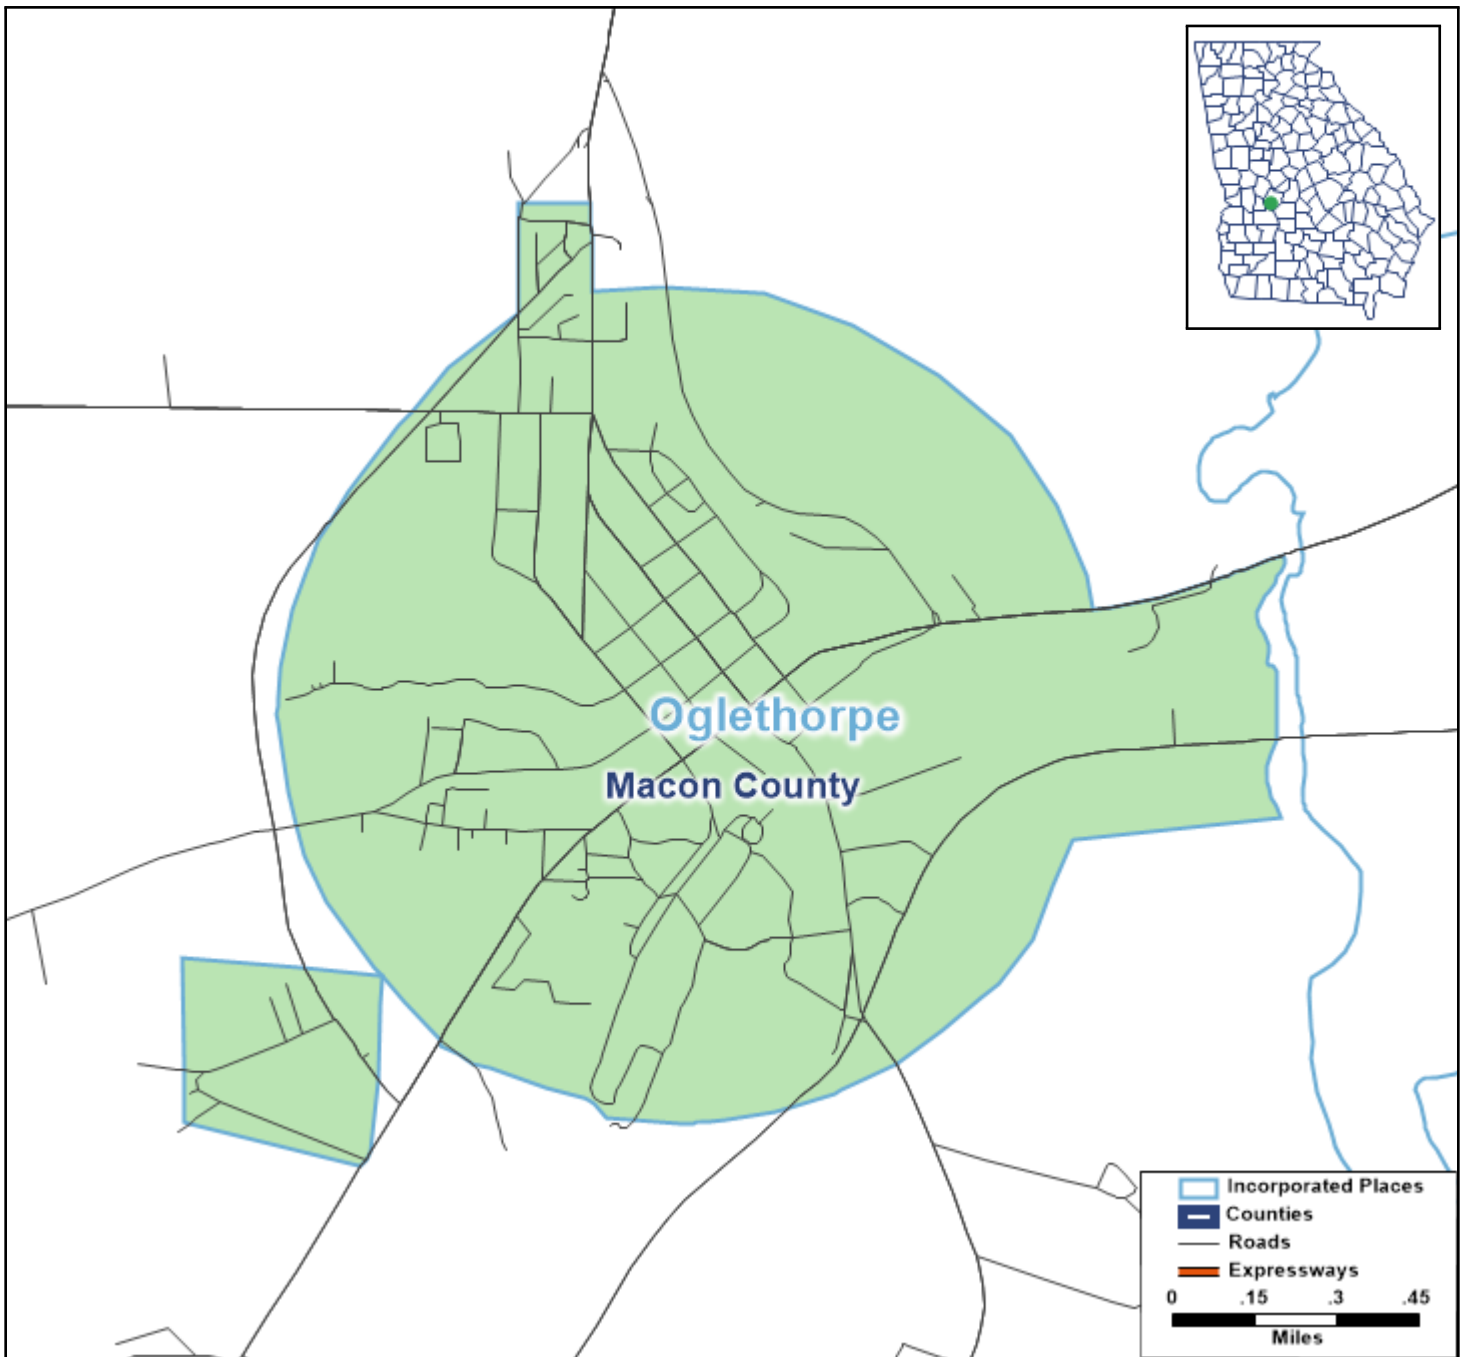 Oglethorpe
Macon County
Incorporated Places
Counties
Roads
Expressways
0 .15 .3 .45
Miles